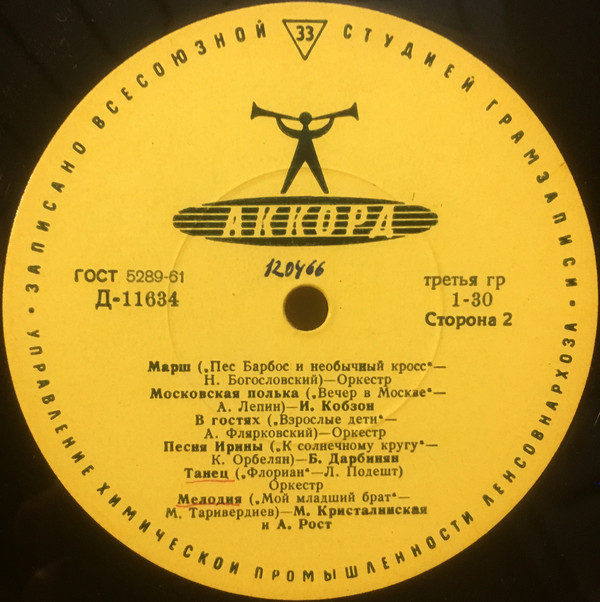 ЗАПИСАНО ВСЕСОЮЗНОЙ СТУДИЕЙ ГРАМЗАПИСИ
33
АККОРД
120466
ГОСТ 5289-61
Д-11634
третья гр
1-30
Сторона 2
Марш („Пес Барбос и необычный кросс“—
Н. Богословский)—Оркестр
Московская полька („Вечер в Москве“—
А. Лепин)—И. Кобзон
В гостях („Взрослые дети“—
А. Флярковский)—Оркестр
Песня Ирины („К солнечному кругу“—
К. Орбелян)—Б. Дарбинян
Танец („Флориан“—Л. Подешт)
Оркестр
Мелодия („Мой младший брат“—
М. Таривердиев)—М. Кристалинская
и А. Рост
УПРАВЛЕНИЕ ХИМИЧЕСКОЙ ПРОМЫШЛЕННОСТИ ЛЕНСОВНАРХОЗА